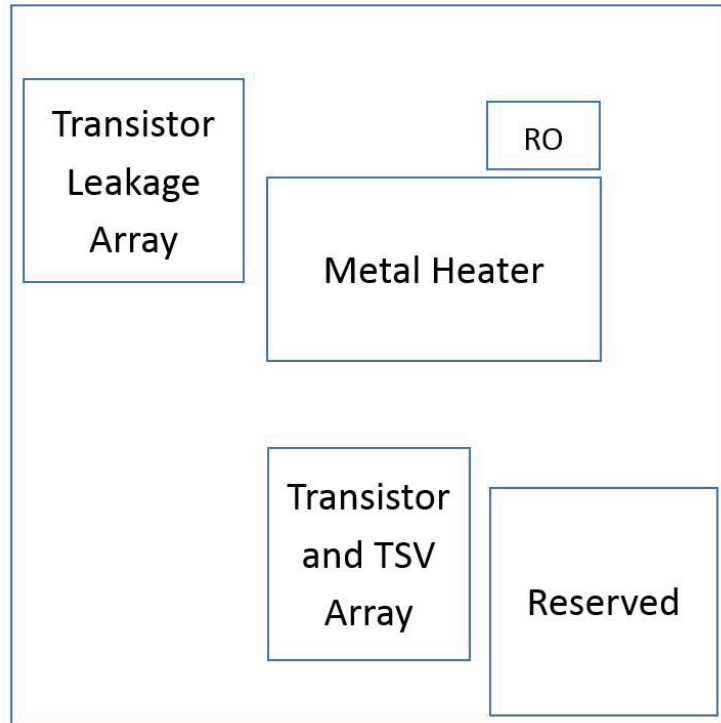 Transistor
Leakage
Array
RO
Metal Heater
Transistor
and TSV
Array
Reserved